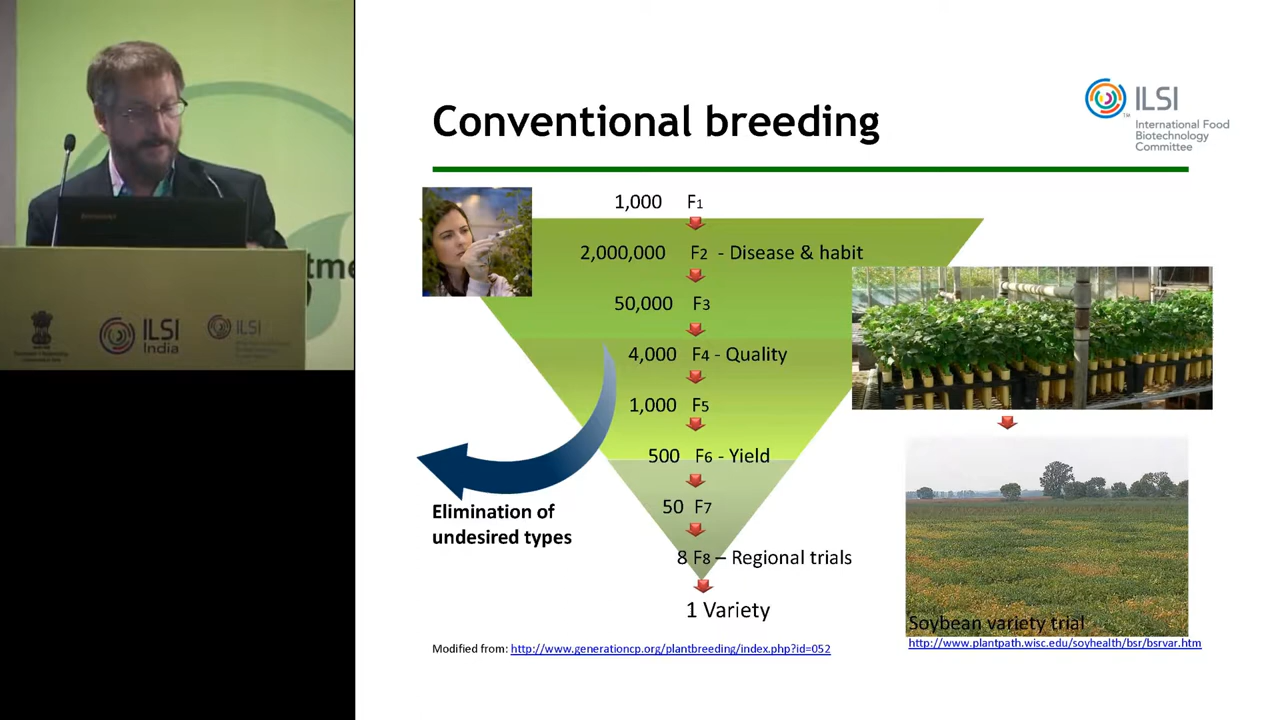 Conventional breeding
ILSI
TM
International Food
Biotechnology
Committee
1,000 F1
2,000,000 F2 - Disease & habit
50,000 F3
4,000 F4 - Quality
1,000 F5
500 F6 - Yield
50 F7
8 F8 – Regional trials
1 Variety
Elimination of
undesired types
Soybean variety trial
http://www.plantpath.wisc.edu/soyhealth/bsr/bsrvar.htm
Modified from: http://www.generationcp.org/plantbreeding/index.php?id=052
tme
ILSI
India
ILSI